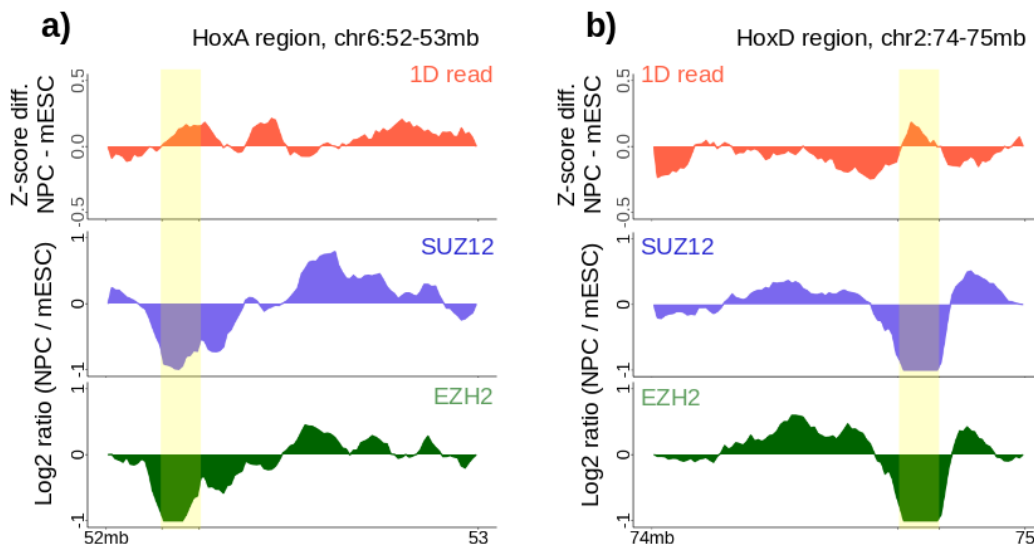 a)
HoxA region, chr6:52-53mb
Z-score diff.
NPC - mESC
0.5
0.0
-0.5
1D read
Log2 ratio (NPC / mESC)
1
0
-1
SUZ12
1
0
-1
EZH2
52mb
53
b)
HoxD region, chr2:74-75mb
Z-score diff.
NPC - mESC
0.5
0.0
-0.5
1D read
Log2 ratio (NPC / mESC)
1
0
-1
SUZ12
1
0
-1
EZH2
74mb
75